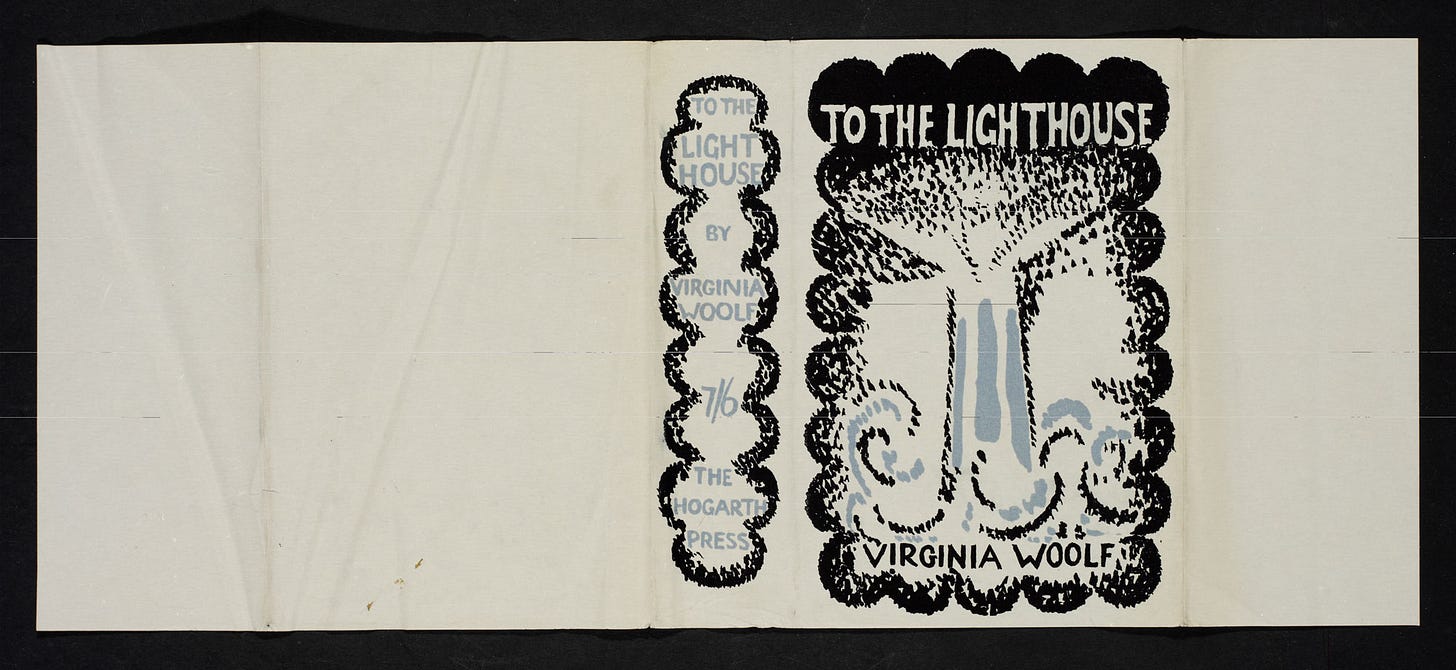 TO THE
LIGHT
HOUSE
BY
VIRGINIA
WOOLF
7/6
THE
HOGARTH
PRESS
TO THE LIGHTHOUSE
VIRGINIA WOOLF